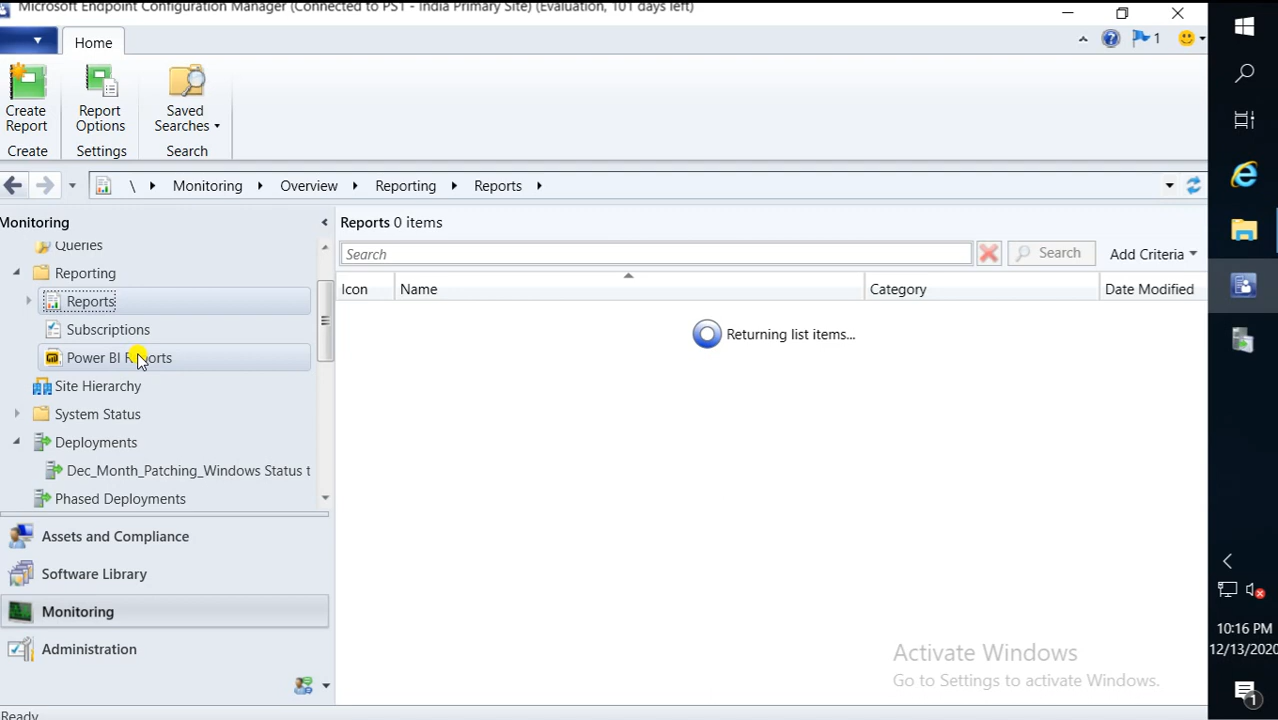 Microsoft Endpoint Configuration Manager (Connected to PS1 - India Primary Site) (Evaluation, 101 days left)
Home
1
Create Report
Report Options
Saved Searches
Create
Settings
Search
\ Monitoring Overview Reporting Reports
Monitoring
Queries
Reporting
Reports
Subscriptions
Power BI Reports
Site Hierarchy
System Status
Deployments
Dec_Month_Patching_Windows Status t
Phased Deployments
Assets and Compliance
Software Library
Monitoring
Administration
Reports 0 items
Search
Search
Add Criteria
Icon Name Category Date Modified
Returning list items...
Activate Windows
Go to Settings to activate Windows.
Ready
10:16 PM
12/13/2020
1